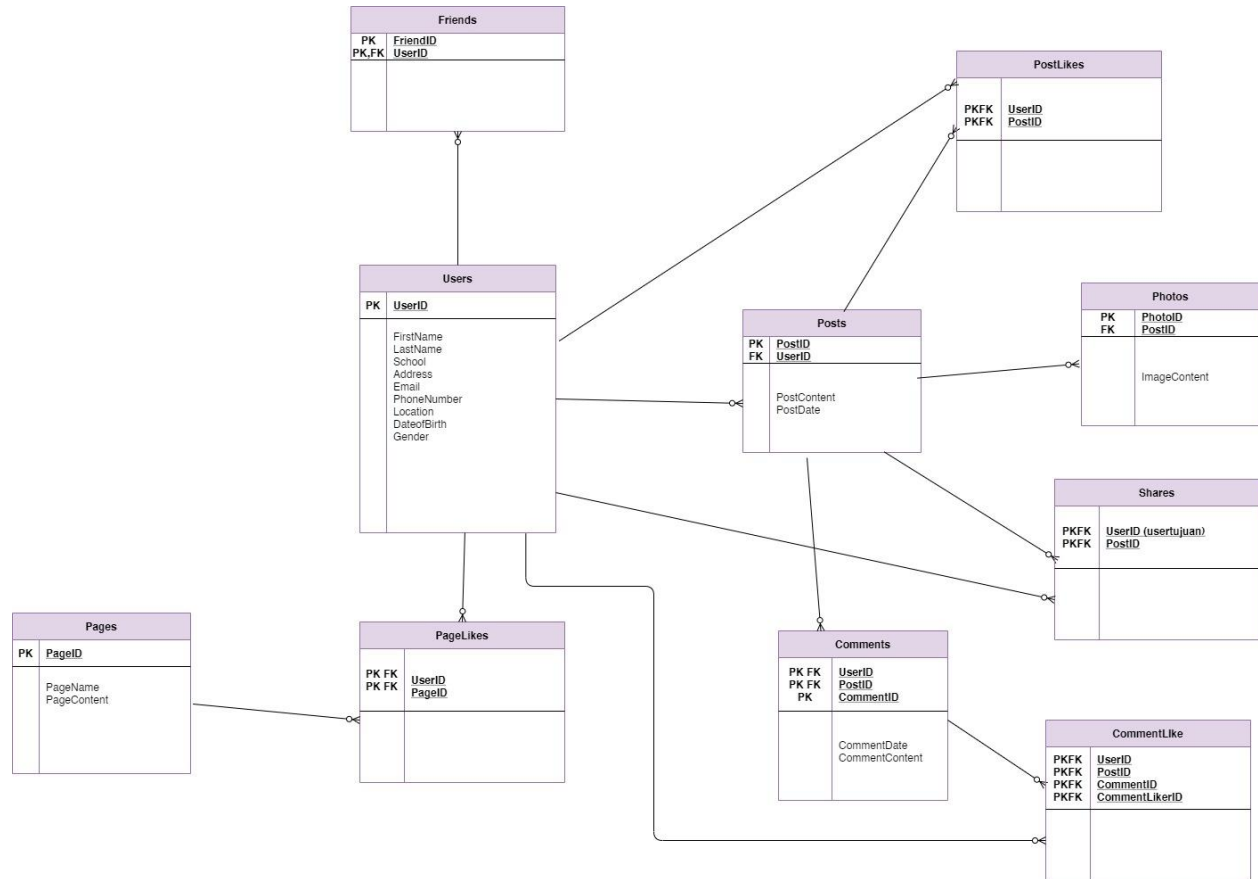 Friends
PK FriendID
PK,FK UserID
PostLikes
PKFK UserID
PKFK PostID
Users
PK UserID
FirstName
LastName
School
Address
Email
PhoneNumber
Location
DateofBirth
Gender
Posts
PK PostID
FK UserID
PostContent
PostDate
Photos
PK PhotoID
FK PostID
ImageContent
Shares
PKFK UserID (usertujuan)
PKFK PostID
Pages
PK PageID
PageName
PageContent
PageLikes
PK FK UserID
PK FK PageID
Comments
PK FK UserID
PK FK PostID
PK CommentID
CommentDate
CommentContent
CommentLIke
PKFK UserID
PKFK PostID
PKFK CommentID
PKFK CommentLikerID